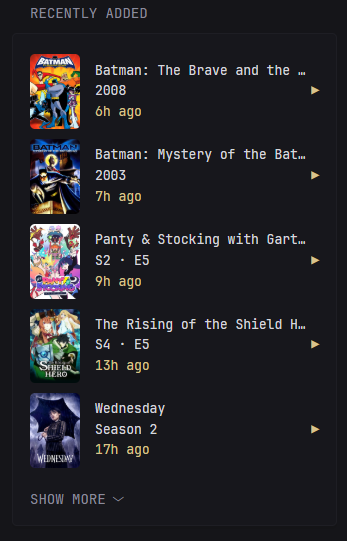 RECENTLY ADDED
BATMAN
Batman: The Brave and the …
2008
6h ago
BATMAN
Batman: Mystery of the Bat…
2003
7h ago
Panty & Stocking with Gart…
S2 · E5
9h ago
SHIELD HERO
The Rising of the Shield H…
S4 · E5
13h ago
WEDNESDAY
Wednesday
Season 2
17h ago
SHOW MORE